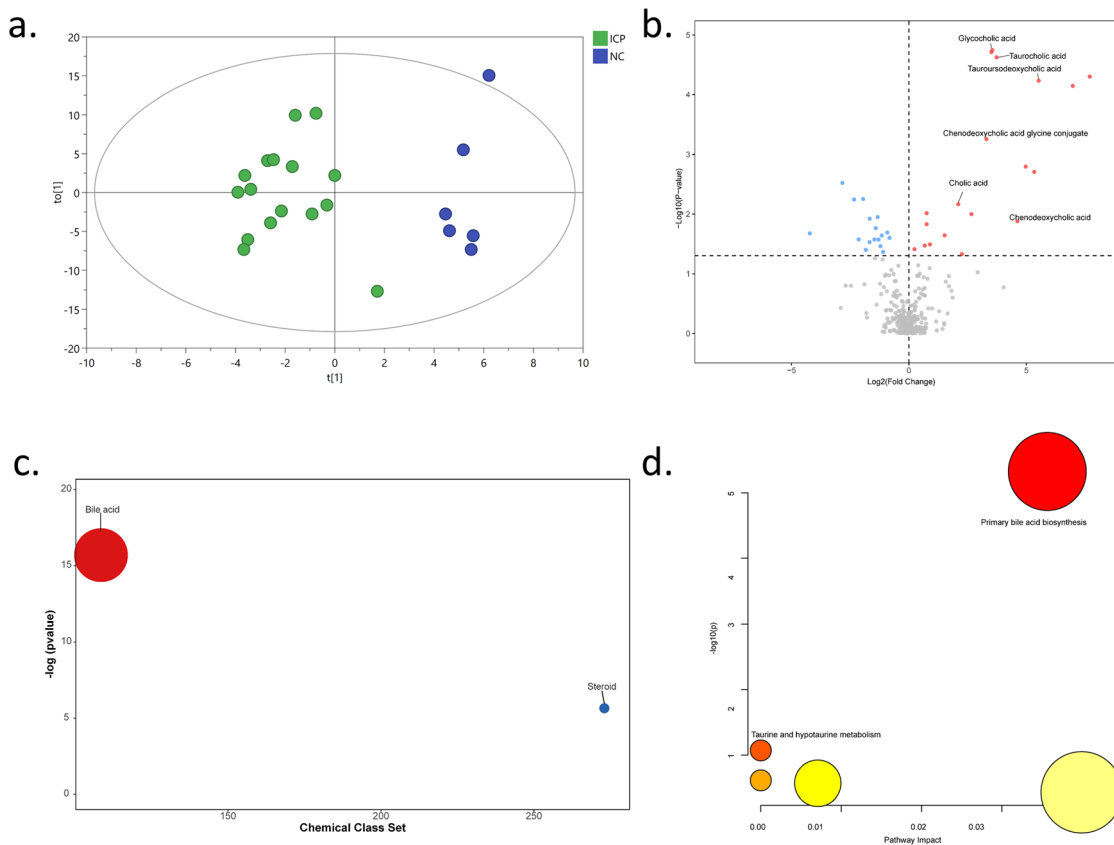 a.
20
15
10
5
0
-5
-10
-15
-20
to[1]
-10
-8
-6
-4
-2
0
2
4
6
8
10
t[1]
ICP
NC
b.
5
4
3
2
1
0
−Log10(P−value)
−5
0
5
Log2(Fold Change)
Glycocholic acid
Taurocholic acid
Tauroursodeoxycholic acid
Chenodeoxycholic acid glycine conjugate
Cholic acid
Chenodeoxycholic acid
c.
20
15
10
5
0
-log (pvalue)
Bile acid
Steroid
150
200
250
Chemical Class Set
d.
5
4
3
2
1
-log10(p)
Primary bile acid biosynthesis
Taurine and hypotaurine metabolism
0.00
0.01
0.02
0.03
Pathway Impact